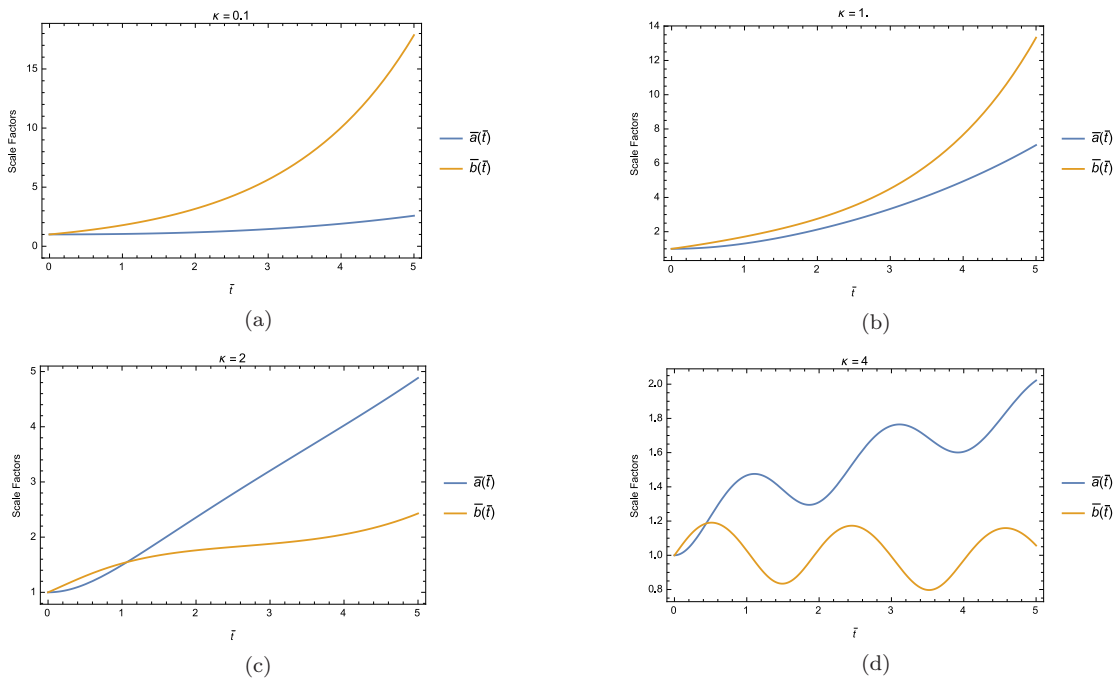 κ = 0.1
Scale Factors
15
10
5
0
0
1
2
3
4
5
t̄
a̅(t̄)
b̅(t̄)
(a)
κ = 1.
Scale Factors
14
12
10
8
6
4
2
0
1
2
3
4
5
t̄
a̅(t̄)
b̅(t̄)
(b)
κ = 2
Scale Factors
5
4
3
2
1
0
1
2
3
4
5
t̄
a̅(t̄)
b̅(t̄)
(c)
κ = 4
Scale Factors
2.0
1.8
1.6
1.4
1.2
1.0
0.8
0
1
2
3
4
5
t̄
a̅(t̄)
b̅(t̄)
(d)